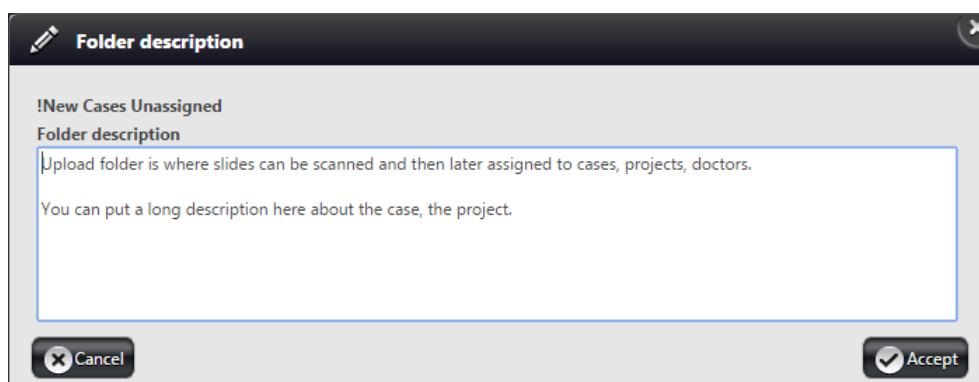 Folder description
!New Cases Unassigned
Folder description
Upload folder is where slides can be scanned and then later assigned to cases, projects, doctors.
You can put a long description here about the case, the project.
Cancel
Accept